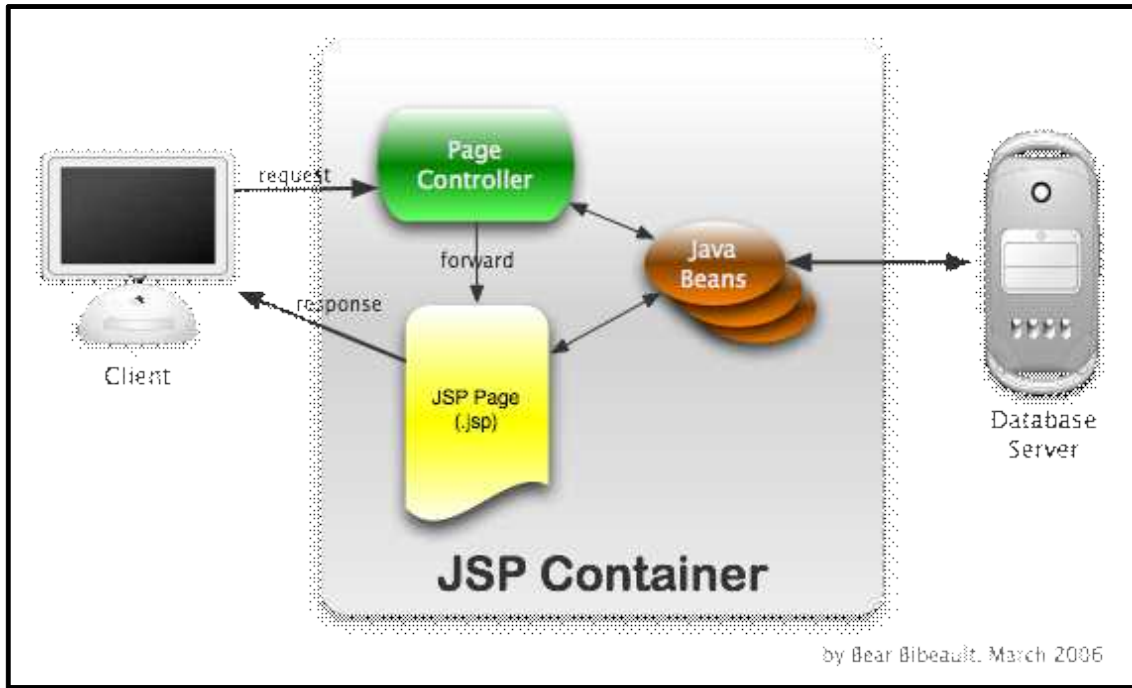 Page
Controller
request
Java
Beans
forward
response
Client
JSP Page
(.jsp)
Database
Server
JSP Container
by Bear Bibeault, March 2006